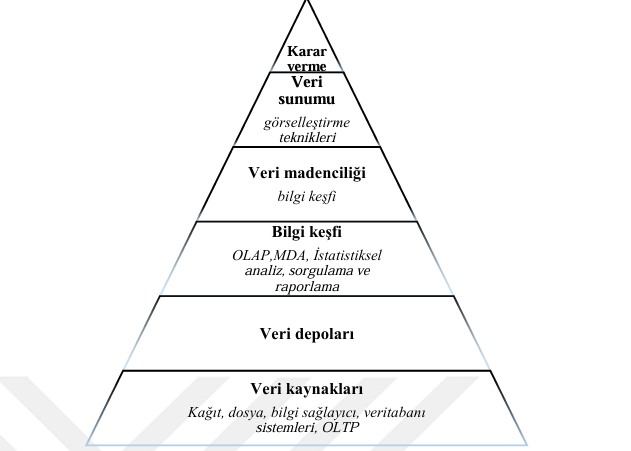 Karar
verme
Veri
sunumu
görselleştirme
teknikleri
Veri madenciliği
bilgi keşfi
Bilgi keşfi
OLAP,MDA, İstatistiksel
analiz, sorgulama ve
raporlama
Veri depoları
Veri kaynakları
Kağıt, dosya, bilgi sağlayıcı, veritabanı
sistemleri, OLTP